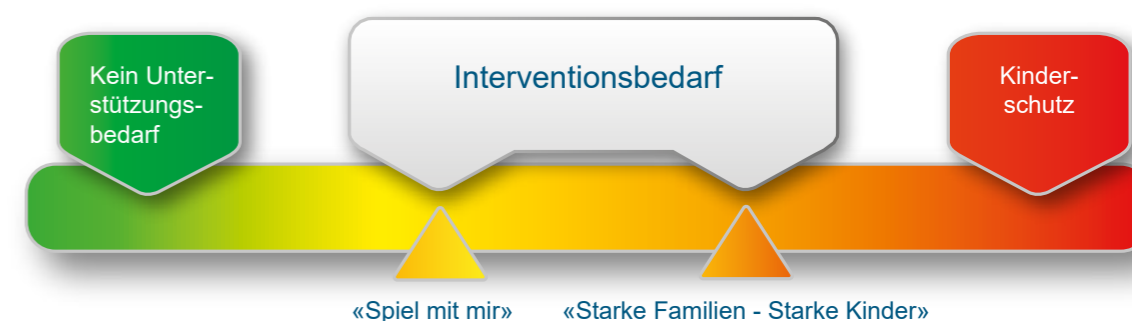 Kein Unter-
stützungs-
bedarf
Interventionsbedarf
Kinder-
schutz
«Spiel mit mir»
«Starke Familien - Starke Kinder»